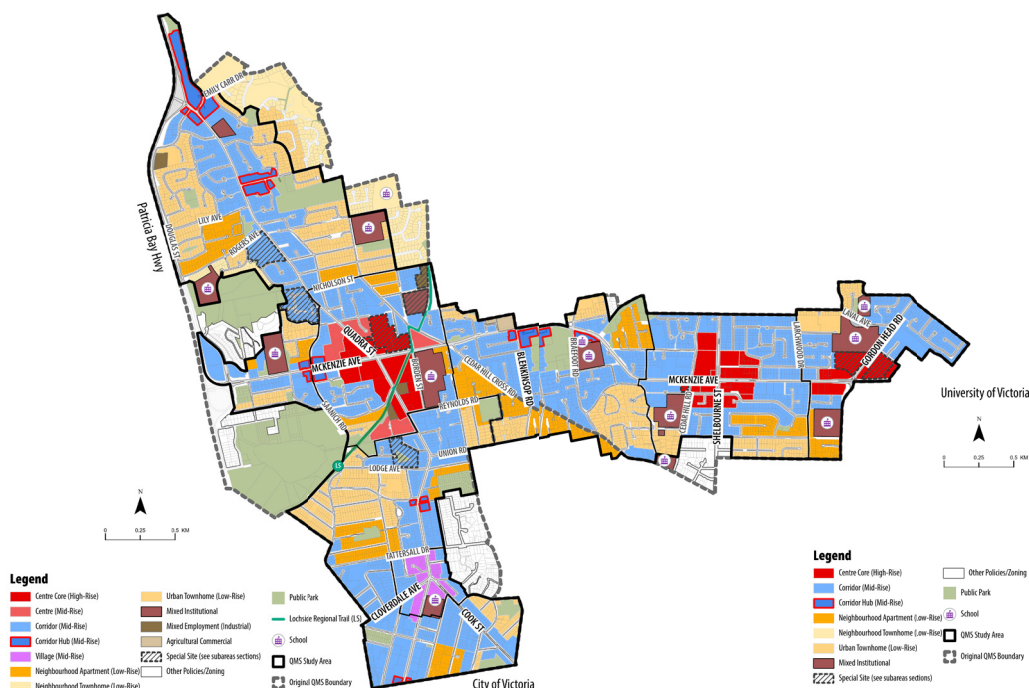 EMILY CARR DR
Patricia Bay Hwy
DOUGLAS ST
LILY AVE
ROGERS AVE
NICHOLSON ST
QUADRA ST
MCKENZIE AVE
BORDEN ST
SAANICH RD
REYNOLDS RD
CEDAR HILL CROSS RD
BLENKINSOP RD
BRAEFOOT RD
MCKENZIE AVE
CEDAR HILL RD
SHELBOURNE ST
LARCHWOOD DR
LAVAL AVE
GORDON HEAD RD
University of Victoria
UNION RD
LS
LODGE AVE
TATTERSALL DR
CLOVERDALE AVE
COOK ST
City of Victoria
N
0 0.5 KM
N
0 0.5 1 KM
Legend
Centre Core (High-Rise)
Centre (Mid-Rise)
Corridor (Mid-Rise)
Corridor Hub (Mid-Rise)
Village (Mid-Rise)
Neighbourhood Apartment (Low-Rise)
Neighbourhood Townhome (Low-Rise)
Urban Townhome (Low-Rise)
Mixed Institutional
Mixed Employment (Industrial)
Agricultural Commercial
Special Site (see subareas sections)
Other Policies/Zoning
Public Park
Lochside Regional Trail (LS)
School
QMS Study Area
Original QMS Boundary
Legend
Centre Core (High-Rise)
Corridor (Mid-Rise)
Corridor Hub (Mid-Rise)
Neighbourhood Apartment (Low-Rise)
Neighbourhood Townhome (Low-Rise)
Urban Townhome (Low-Rise)
Mixed Institutional
Special Site (see subareas sections)
Other Policies/Zoning
Public Park
School
QMS Study Area
Original QMS Boundary